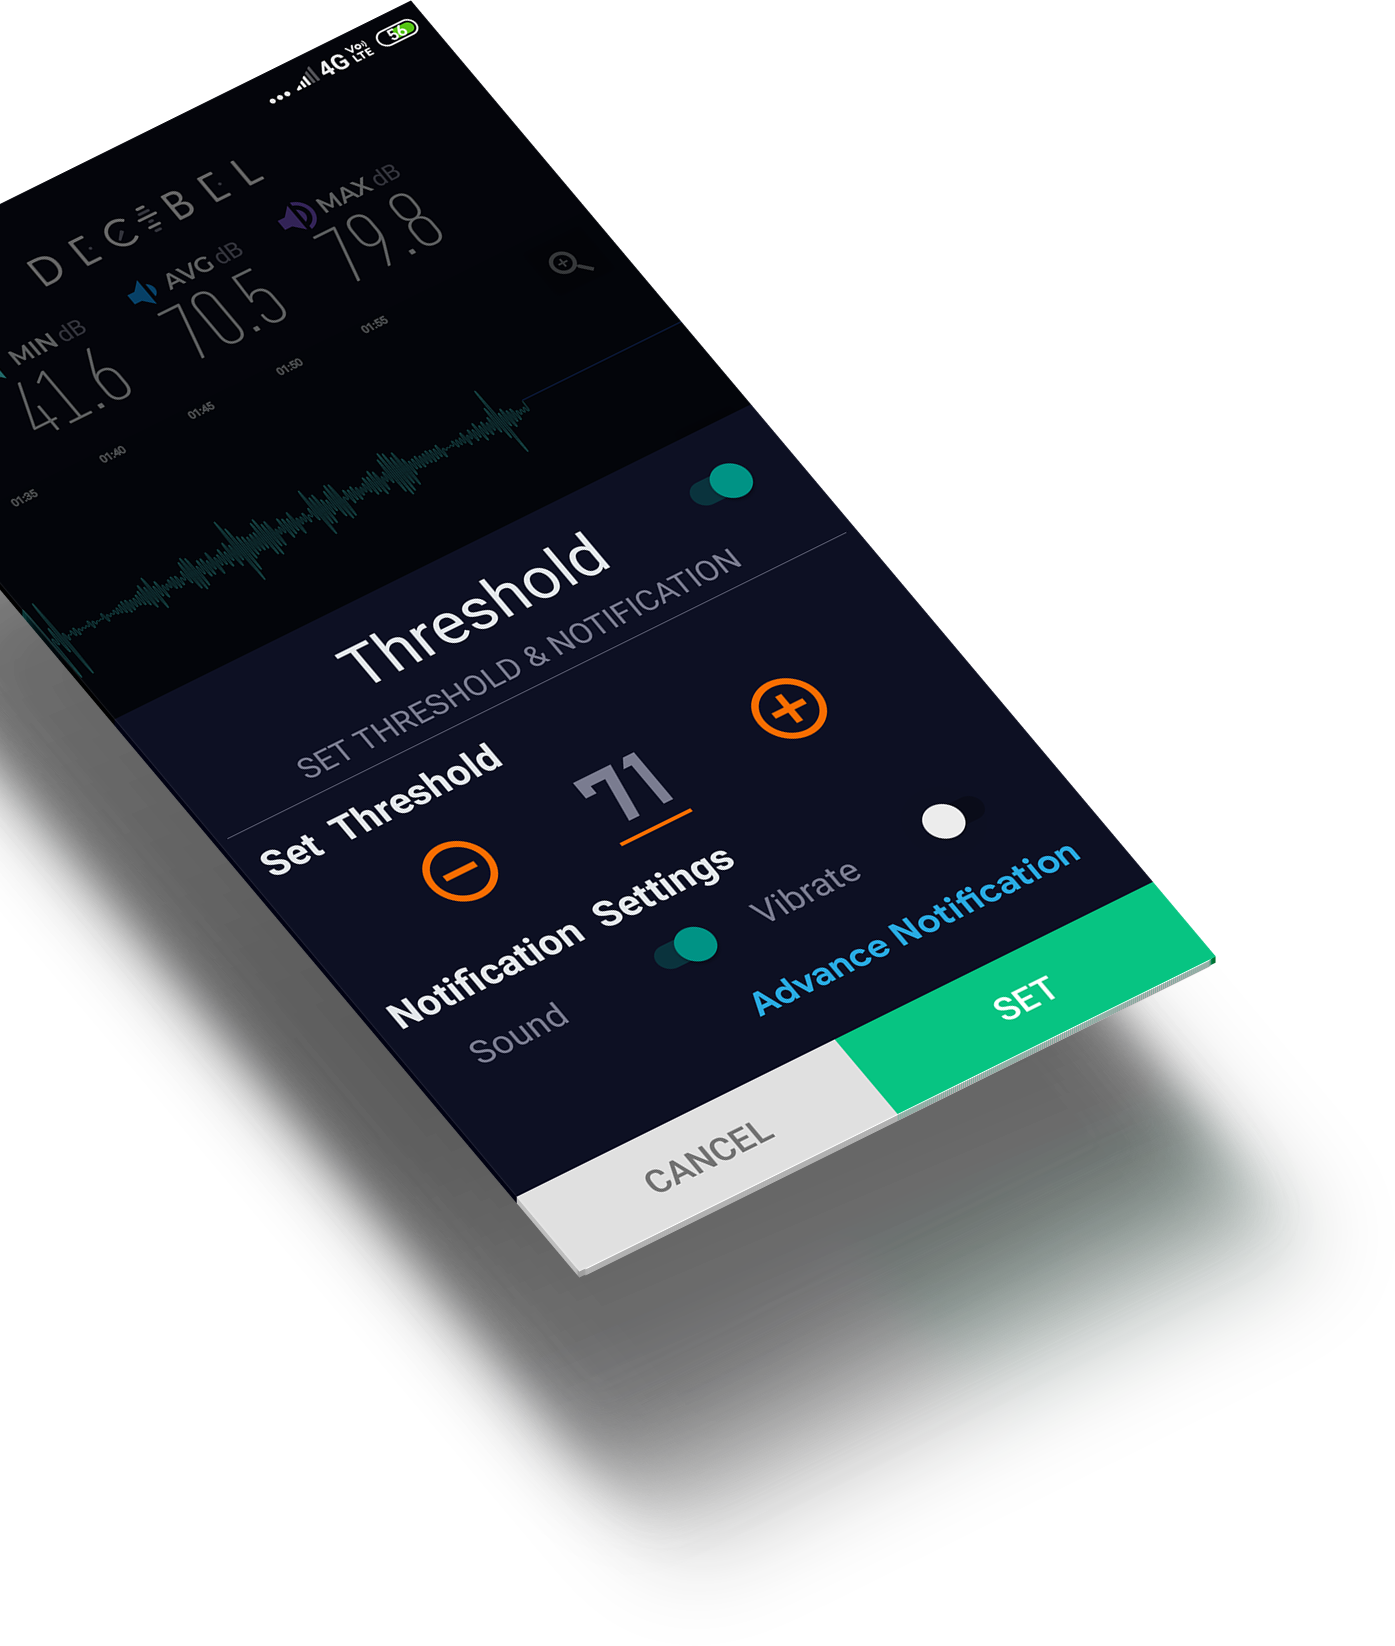 4G Vo)) LTE 56
DECIBEL
MIN dB AVG dB MAX dB
41.6 70.5 79.8
01:35 01:40 01:45 01:50 01:55
Threshold
SET THRESHOLD & NOTIFICATION
Set Threshold
71
Notification Settings
Sound Vibrate
Advance Notification
CANCEL SET